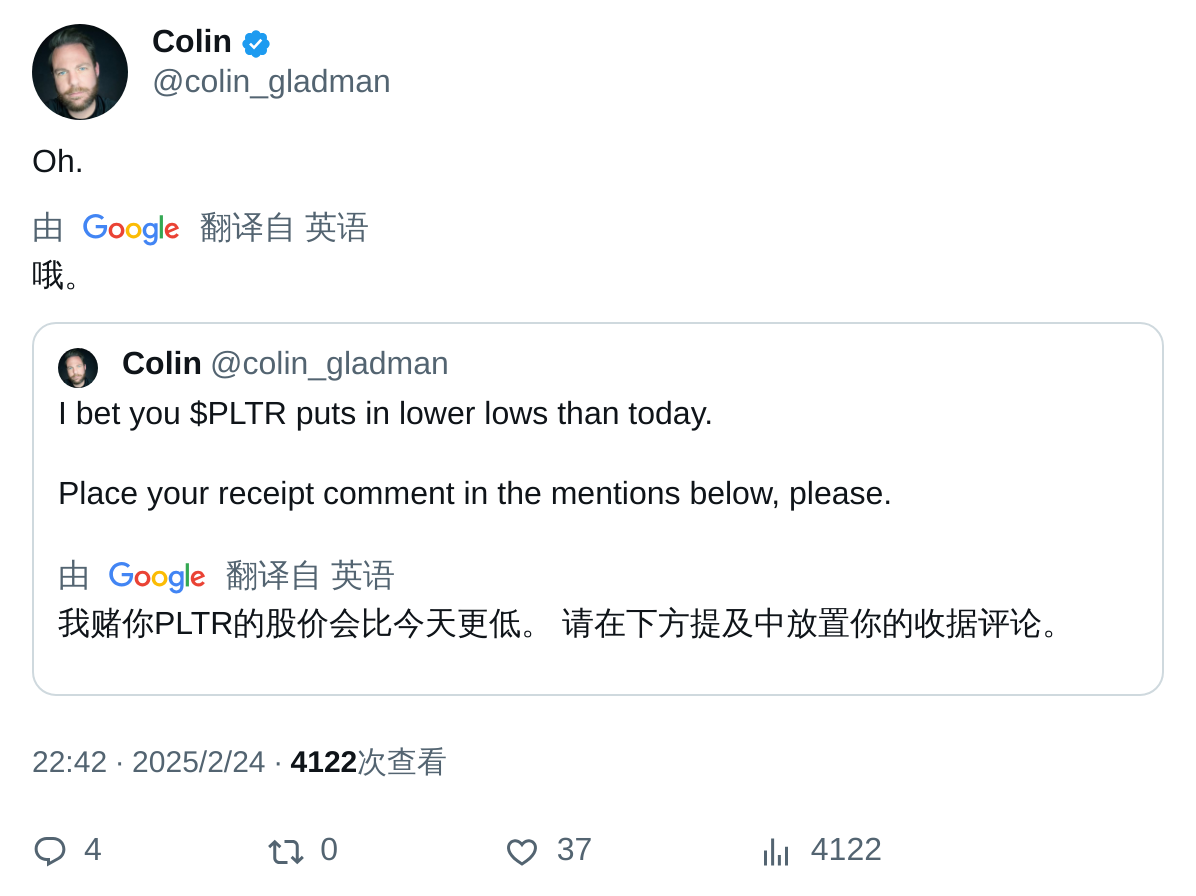 Colin
@colin_gladman
Oh.
由 Google 翻译自 英语
哦。
Colin @colin_gladman
I bet you $PLTR puts in lower lows than today.
Place your receipt comment in the mentions below, please.
由 Google 翻译自 英语
我赌你PLTR的股价会比今天更低。 请在下方提及中放置你的收据评论。
22:42 · 2025/2/24 · 4122次查看
4 0 37 4122